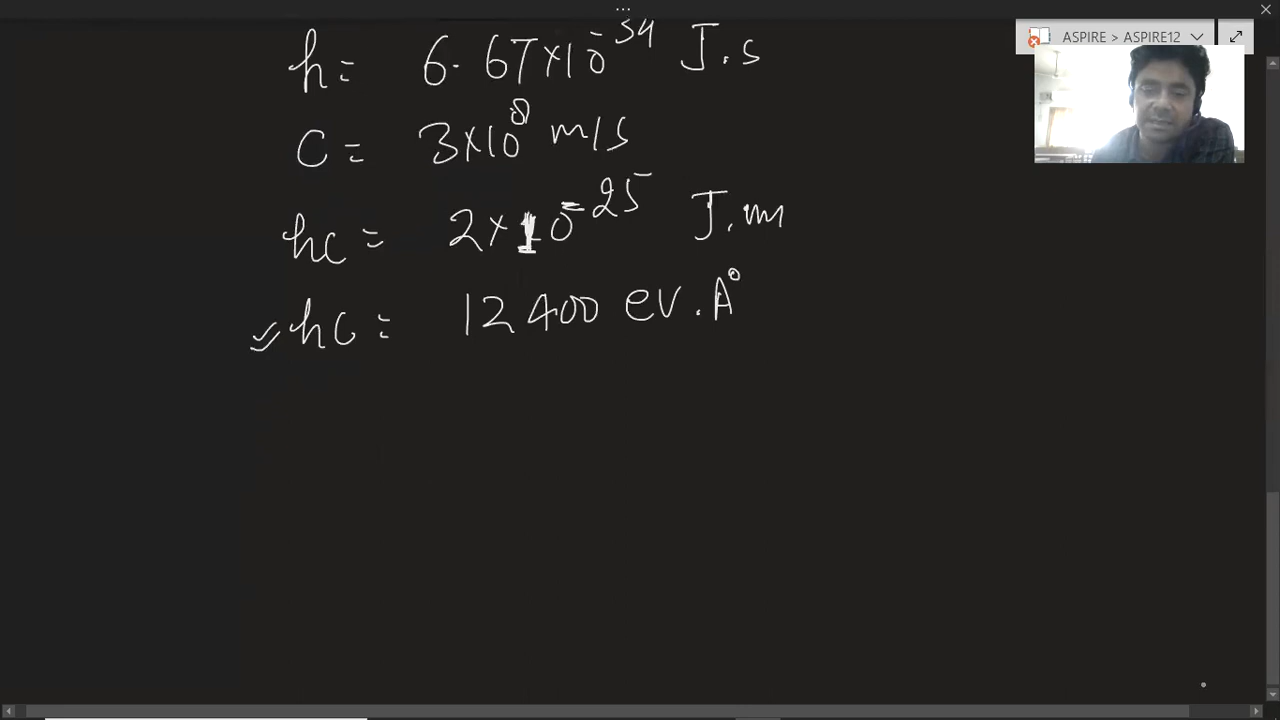 h = 6.67×10⁻³⁴ J.s
ASPIRE > ASPIRE12
C = 3×10⁸ m/s
hc = 2×10⁻²⁵ J.m
hc = 12400 ev.A°